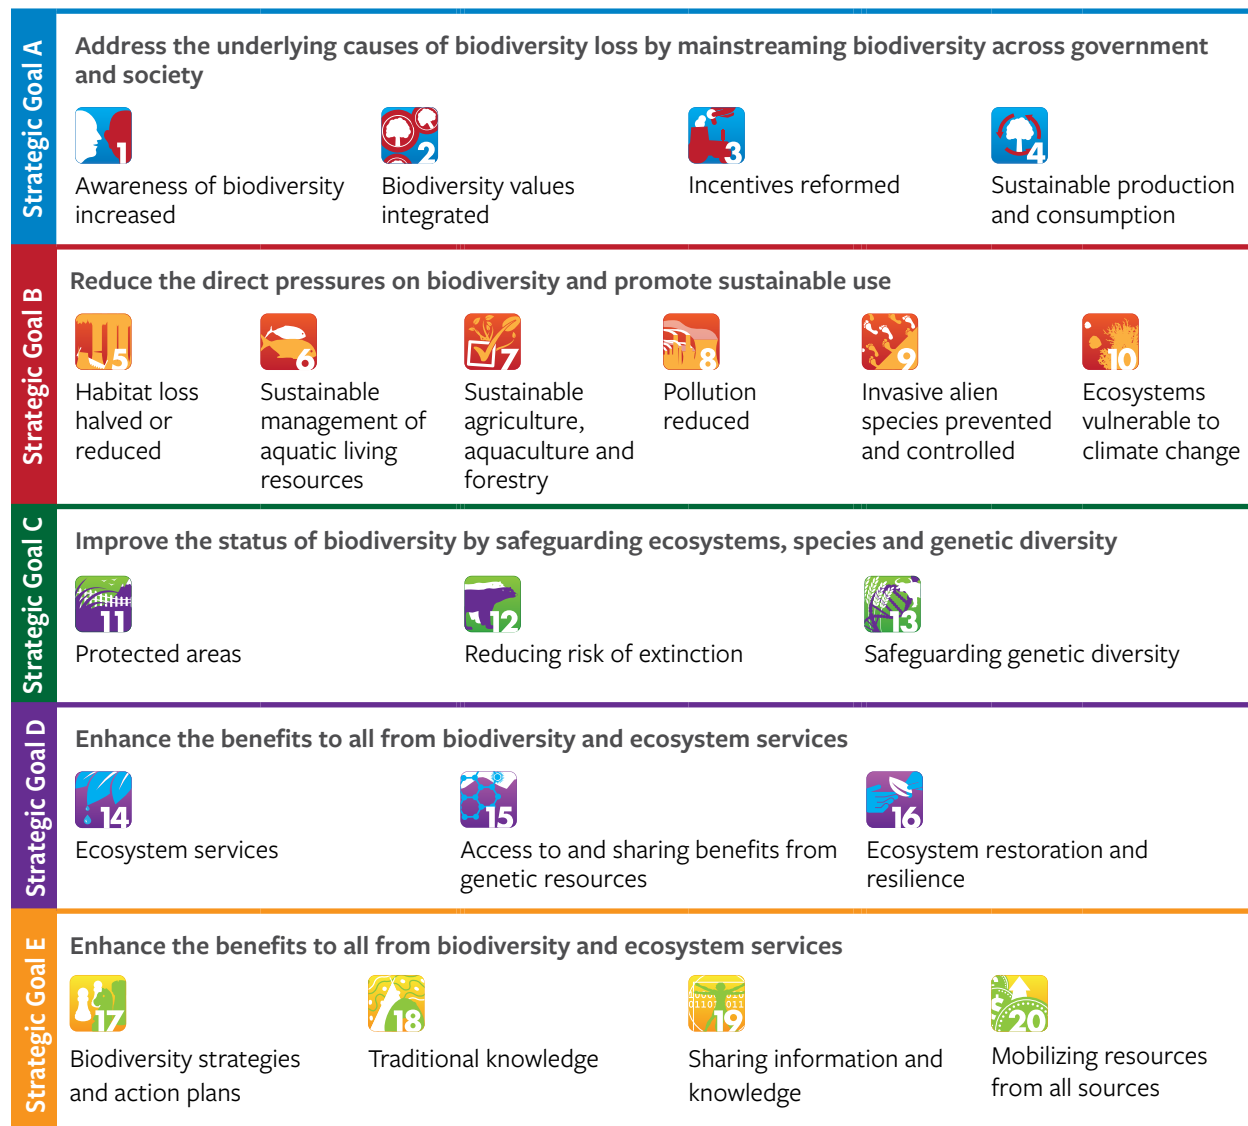 Strategic Goal A
Address the underlying causes of biodiversity loss by mainstreaming biodiversity across government
and society
1
Awareness of biodiversity
increased
2
Biodiversity values
integrated
3
Incentives reformed
4
Sustainable production
and consumption
Strategic Goal B
Reduce the direct pressures on biodiversity and promote sustainable use
5
Habitat loss
halved or
reduced
6
Sustainable
management of
aquatic living
resources
7
Sustainable
agriculture,
aquaculture and
forestry
8
Pollution
reduced
9
Invasive alien
species prevented
and controlled
10
Ecosystems
vulnerable to
climate change
Strategic Goal C
Improve the status of biodiversity by safeguarding ecosystems, species and genetic diversity
11
Protected areas
12
Reducing risk of extinction
13
Safeguarding genetic diversity
Strategic Goal D
Enhance the benefits to all from biodiversity and ecosystem services
14
Ecosystem services
15
Access to and sharing benefits from
genetic resources
16
Ecosystem restoration and
resilience
Strategic Goal E
Enhance the benefits to all from biodiversity and ecosystem services
17
Biodiversity strategies
and action plans
18
Traditional knowledge
19
Sharing information and
knowledge
20
Mobilizing resources
from all sources